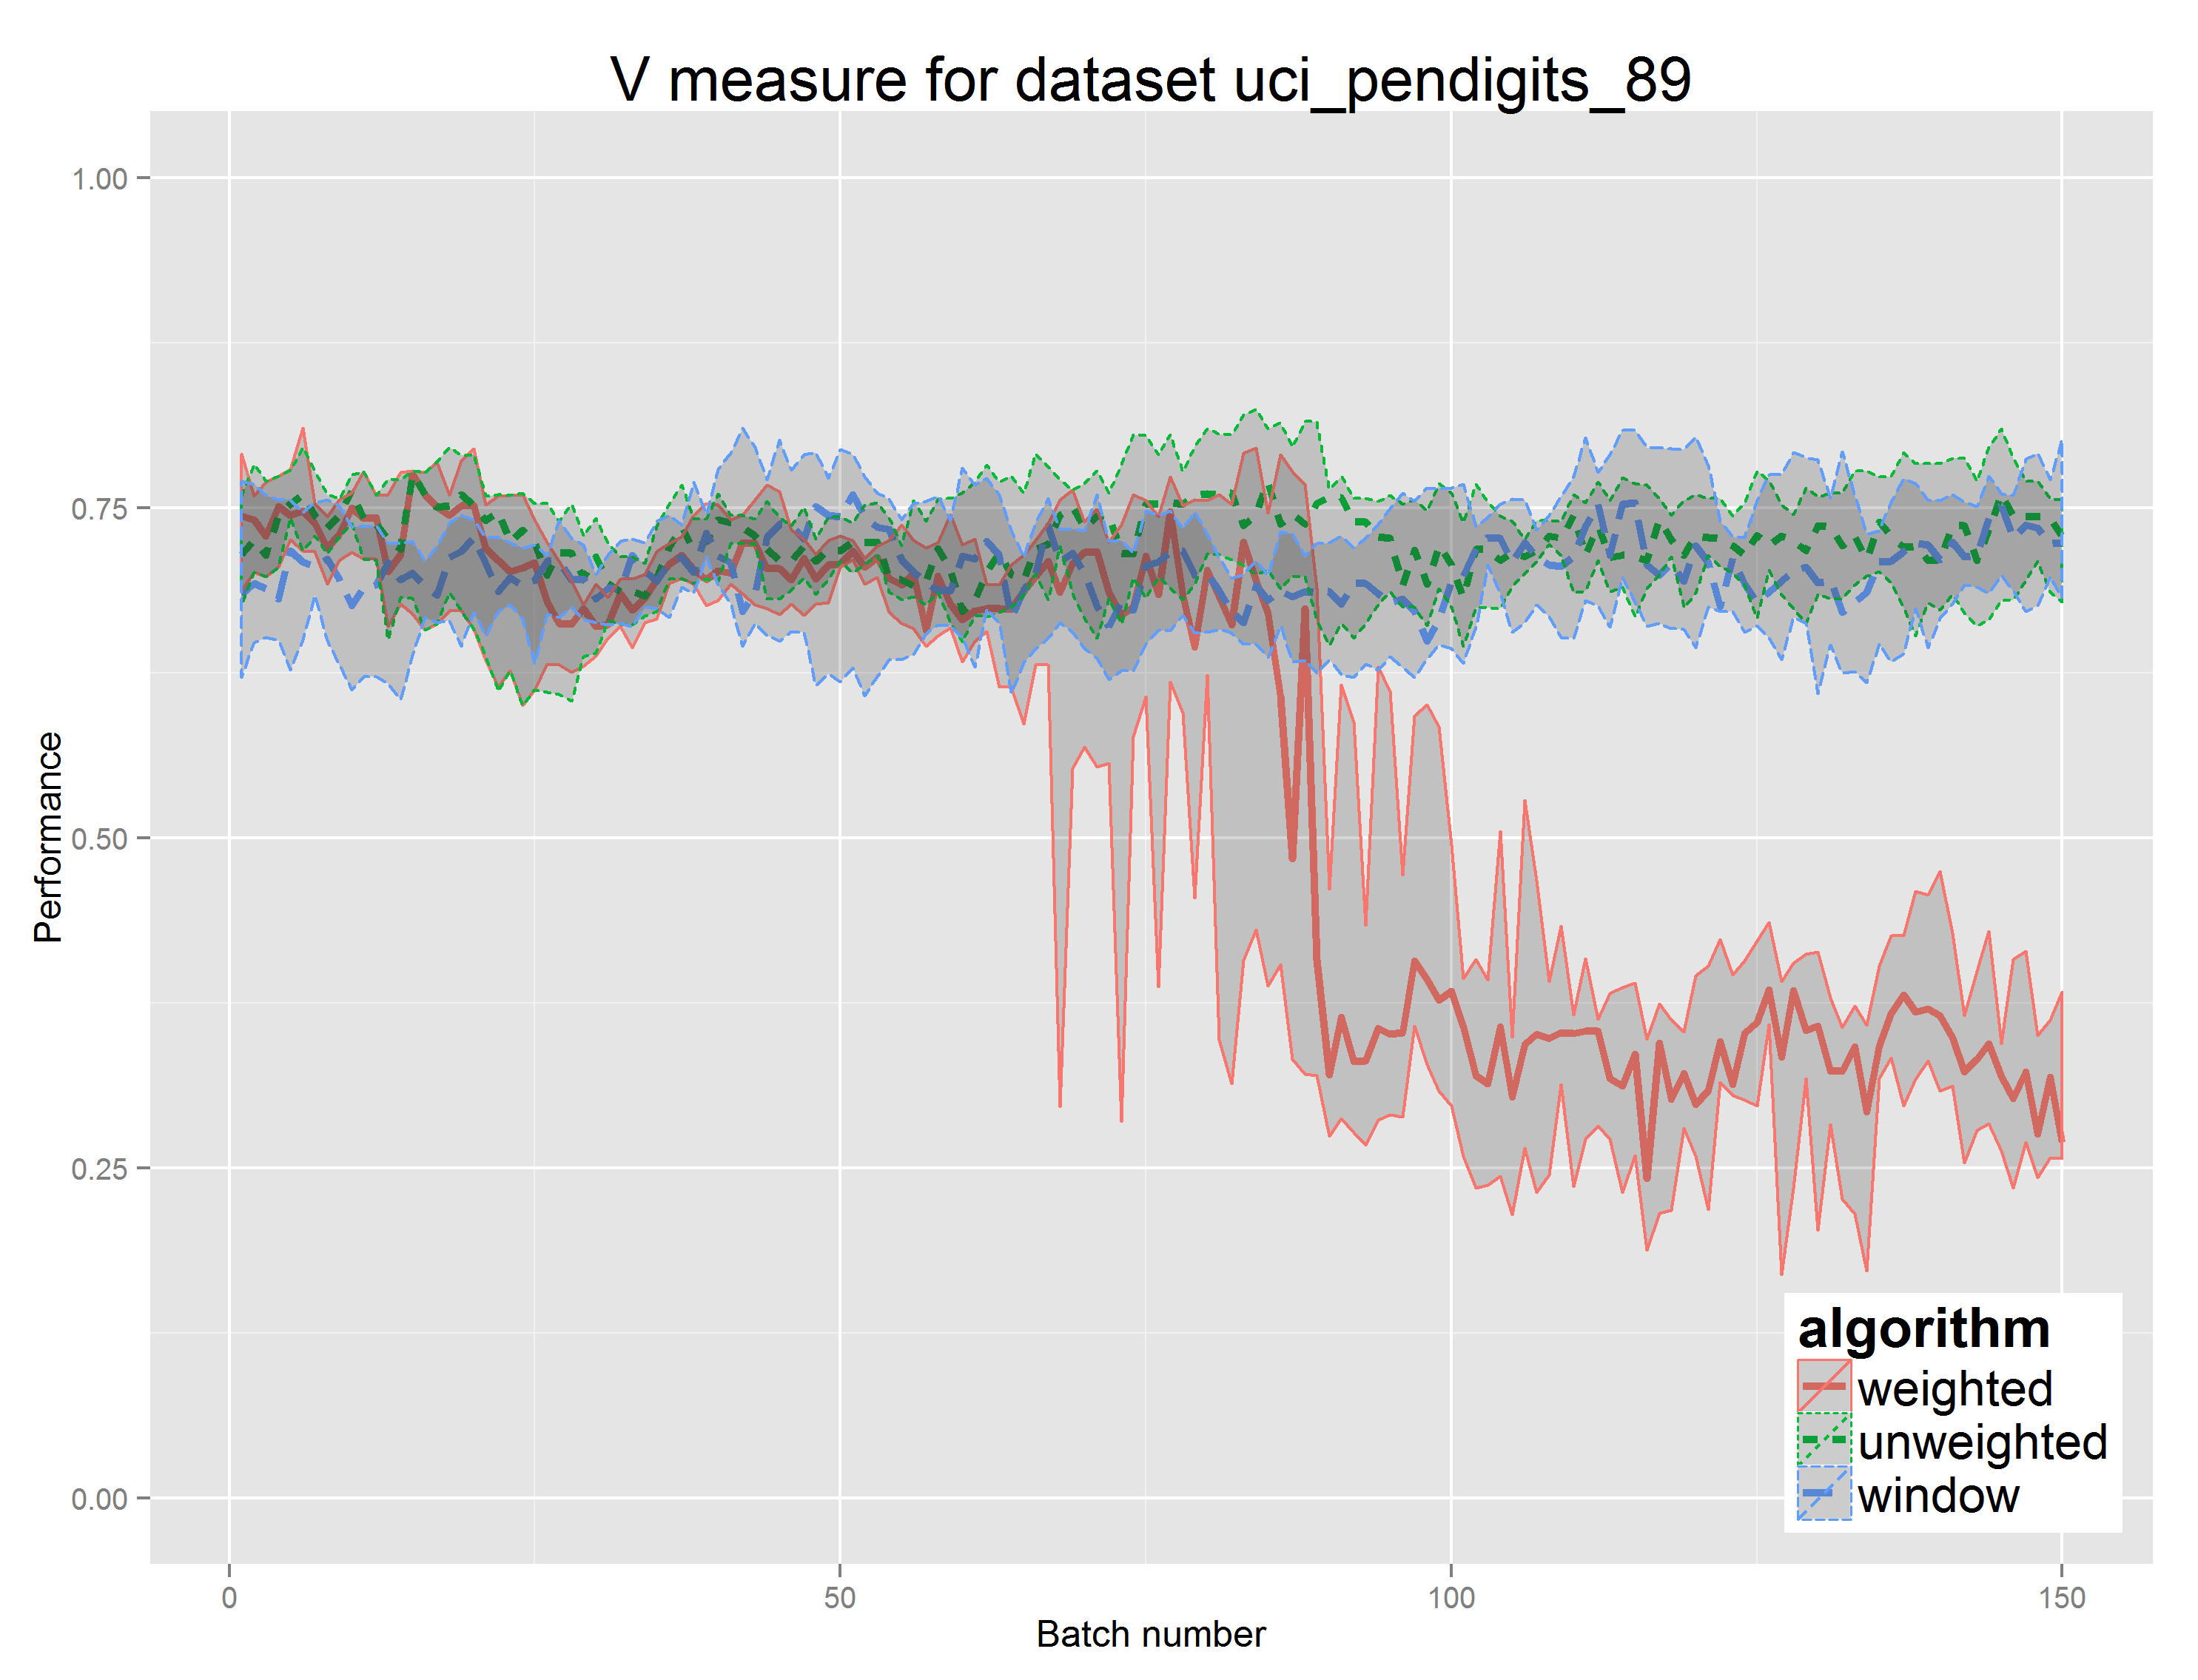 V measure for dataset uci_pendigits_89
1.00
0.75
0.50
0.25
0.00
Performance
0
50
100
150
Batch number
algorithm
weighted
unweighted
window